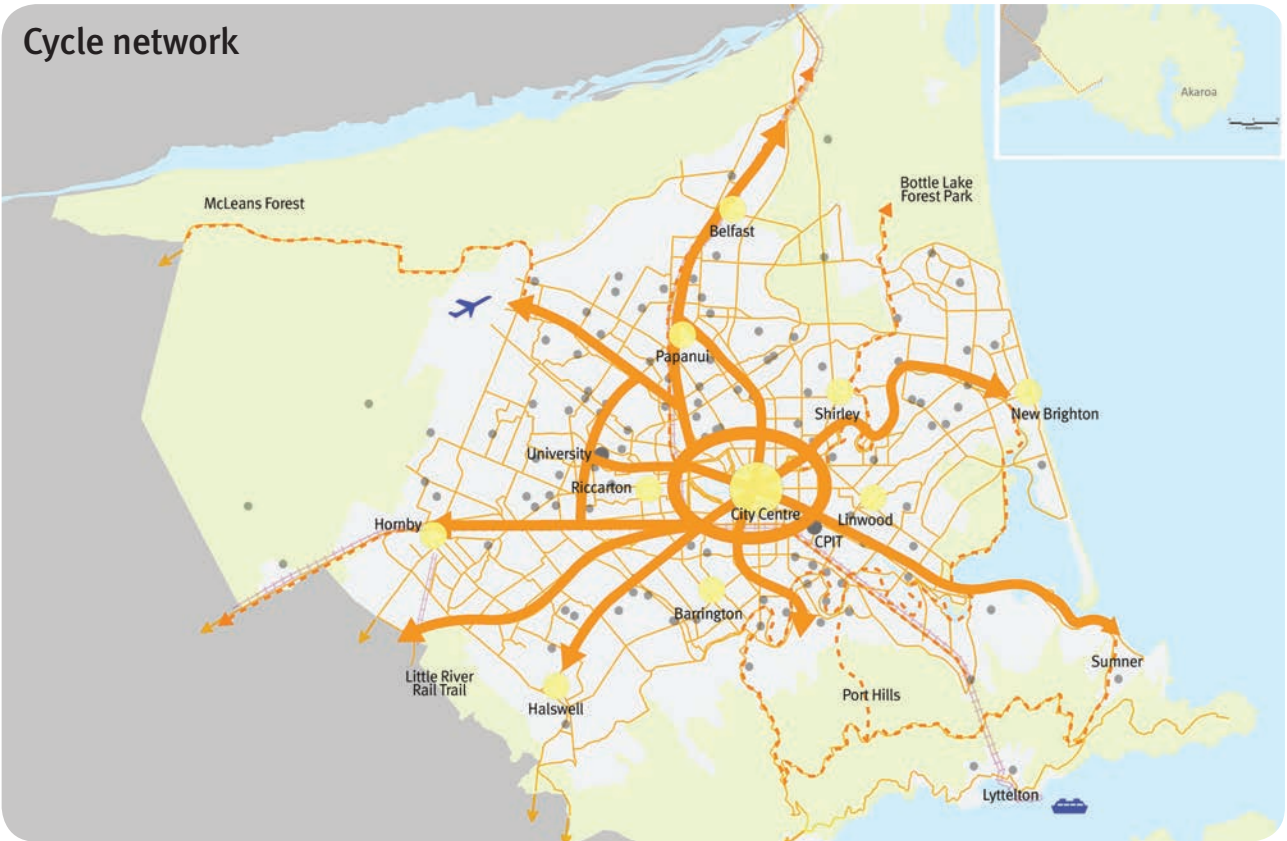 Cycle network
Akaroa
McLeans Forest
Bottle Lake
Forest Park
Belfast
Papanui
Shirley
New Brighton
University
Riccarton
Hornby
City Centre
Linwood
CPIT
Barrington
Little River
Rail Trail
Halswell
Port Hills
Sumner
Lyttelton